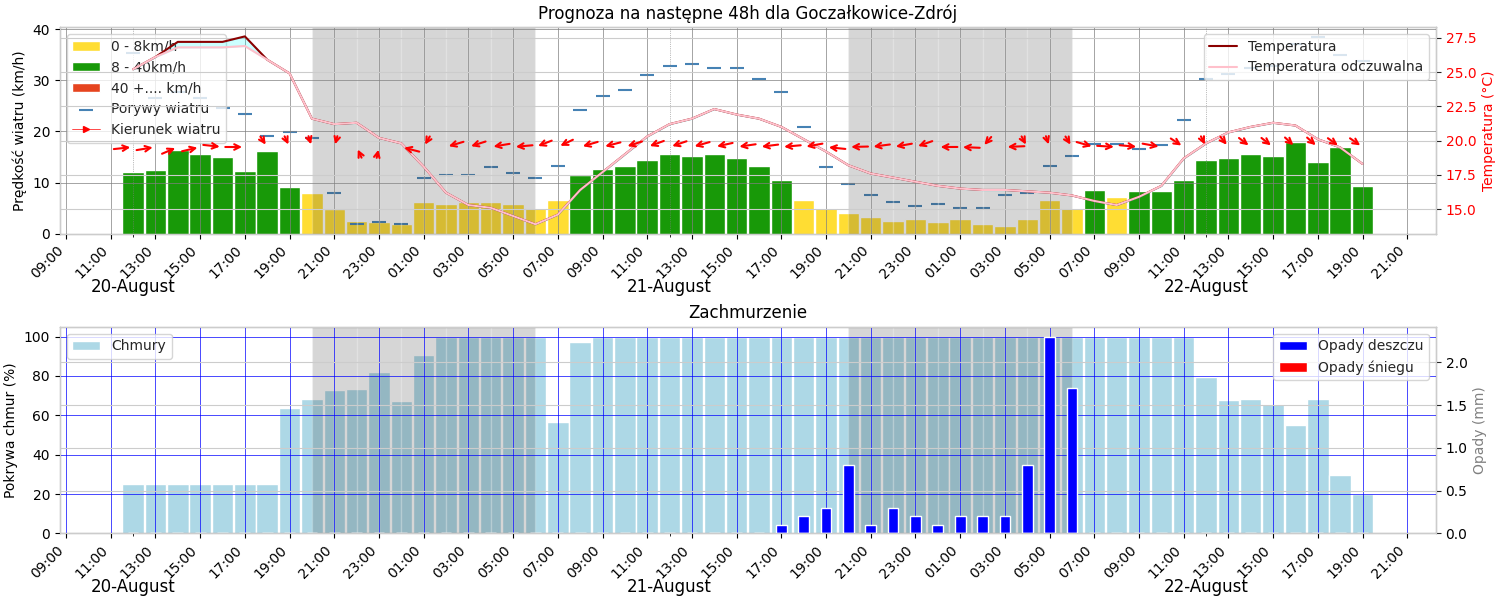 Prognoza na następne 48h dla Goczałkowice-Zdrój
Prędkość wiatru (km/h)
40
30
20
10
0
0 - 8km/h
8 - 40km/h
40 +.... km/h
Porywy wiatru
Kierunek wiatru
Temperatura
Temperatura odczuwalna
27.5
25.0
22.5
20.0
17.5
15.0
Temperatura (°C)
09:00 11:00 13:00 15:00 17:00 19:00 21:00 23:00 01:00 03:00 05:00 07:00 09:00 11:00 13:00 15:00 17:00 19:00 21:00 23:00 01:00 03:00 05:00 07:00 09:00 11:00 13:00 15:00 17:00 19:00 21:00
20-August 21-August 22-August
Zachmurzenie
Pokrywa chmur (%)
100
80
60
40
20
0
Chmury
Opady deszczu
Opady śniegu
2.0
1.5
1.0
0.5
0.0
Opady (mm)
09:00 11:00 13:00 15:00 17:00 19:00 21:00 23:00 01:00 03:00 05:00 07:00 09:00 11:00 13:00 15:00 17:00 19:00 21:00 23:00 01:00 03:00 05:00 07:00 09:00 11:00 13:00 15:00 17:00 19:00 21:00
20-August 21-August 22-August